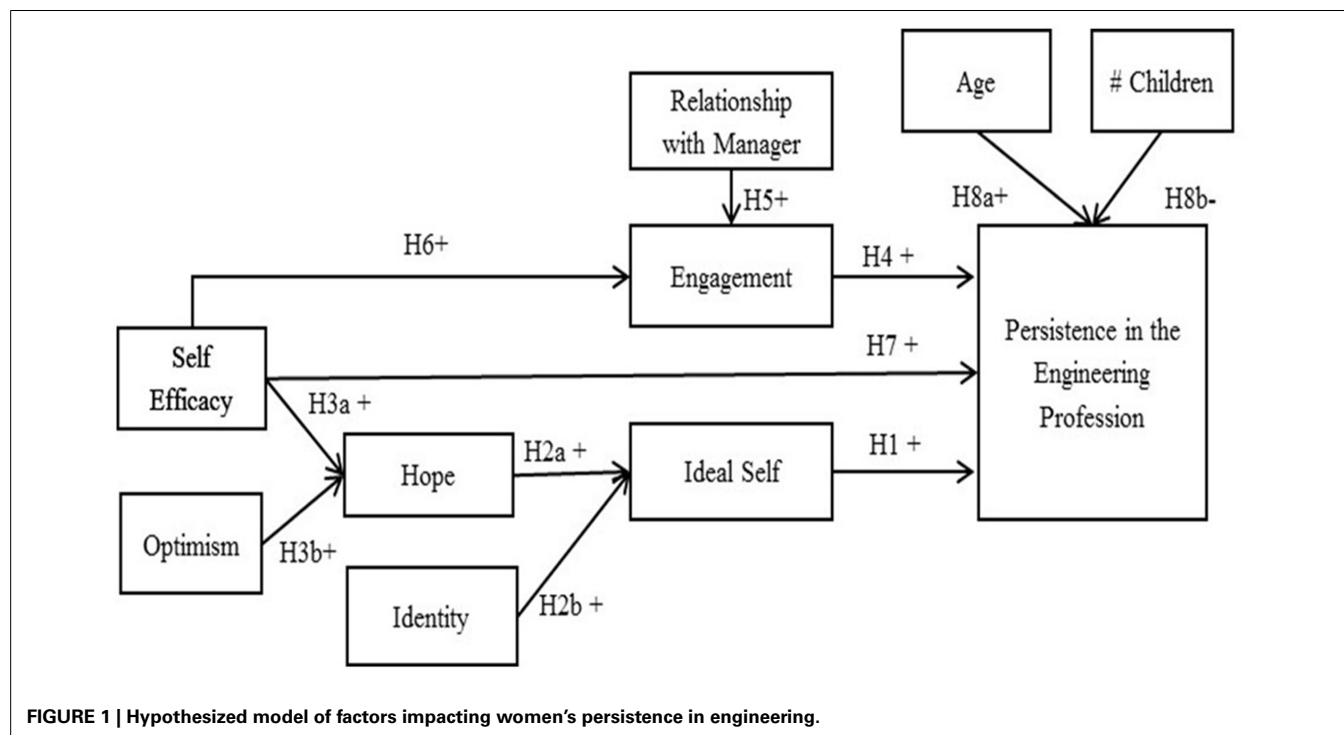 Age
# Children
Relationship
with Manager
H5+
H8a+
H8b-
H6+
Engagement
H4 +
Self
Efficacy
H7 +
Persistence in the
Engineering
Profession
H3a +
Hope
H2a +
Ideal Self
H1 +
Optimism
H3b+
Identity
H2b +
FIGURE 1 | Hypothesized model of factors impacting women’s persistence in engineering.